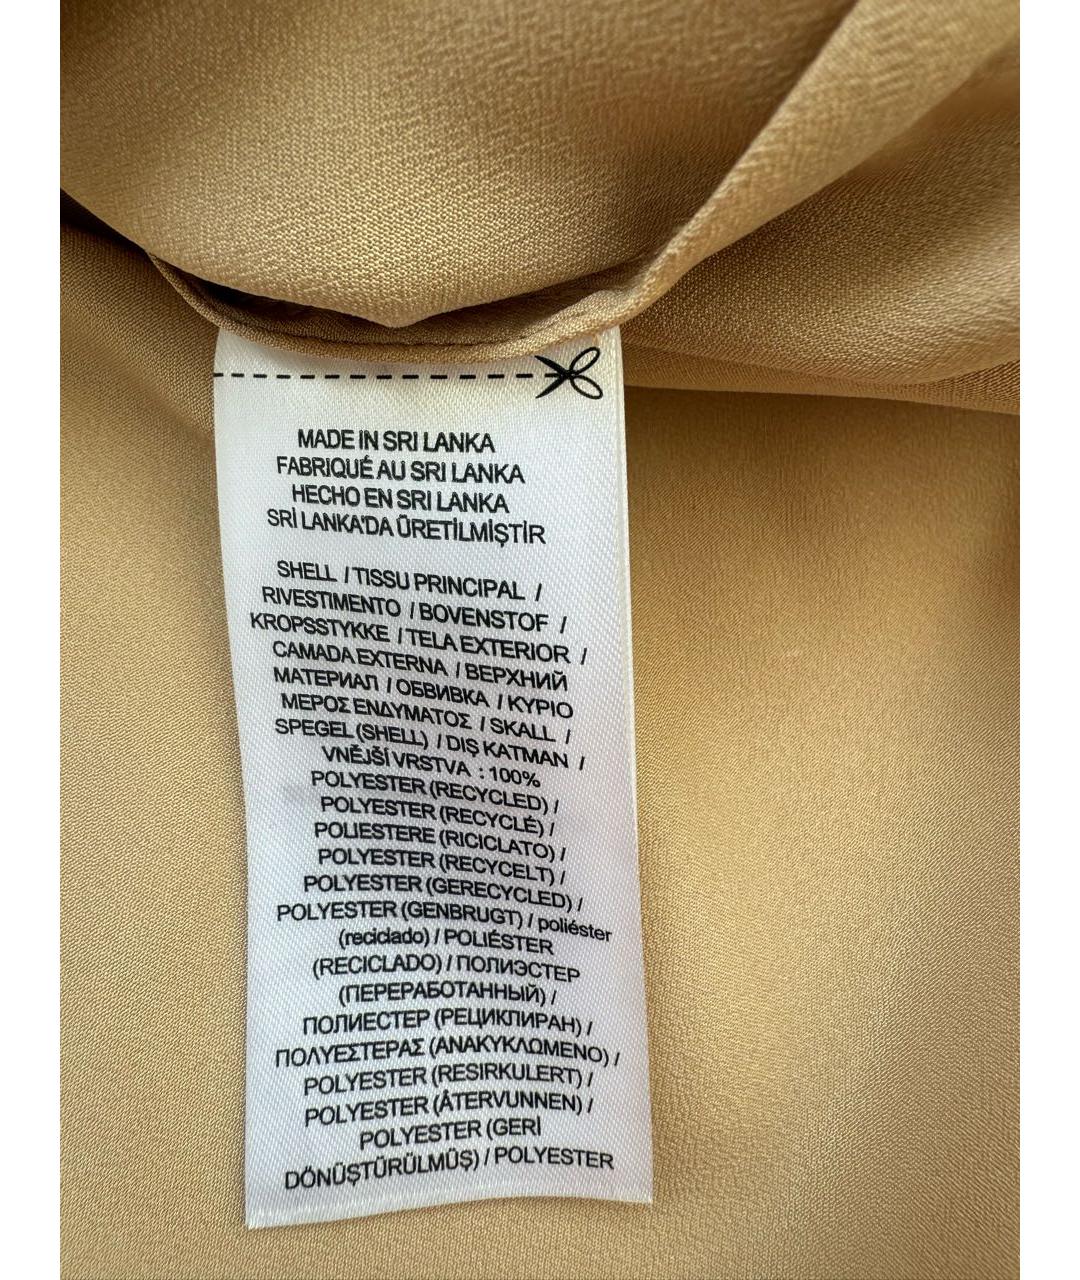 MADE IN SRI LANKA
FABRIQUÉ AU SRI LANKA
HECHO EN SRI LANKA
SRİ LANKA'DA ÜRETİLMİŞTİR
SHELL / TISSU PRINCIPAL /
RIVESTIMENTO / BOVENSTOF /
KROPSSTYKKE / TELA EXTERIOR /
CAMADA EXTERNA / ВЕРХНИЙ
МАТЕРИАЛ / ОБВИВКА / ΚΥΡΙΟ
ΜΕΡΟΣ ΕΝΔΥΜΑΤΟΣ / SKALL /
SPEGEL (SHELL) / DIŞ KATMAN /
VNĚJŠÍ VRSTVA : 100%
POLYESTER (RECYCLED) /
POLYESTER (RECYCLÉ) /
POLIESTERE (RICICLATO) /
POLYESTER (RECYCELT) /
POLYESTER (GERECYCLED) /
POLYESTER (GENBRUGT) / poliéster
(reciclado) / POLIÉSTER
(RECICLADO) / ПОЛИЭСТЕР
(ПЕРЕРАБОТАННЫЙ) /
ПОЛИЕСТЕР (РЕЦИКЛИРАН) /
ΠΟΛΥΕΣΤΕΡΑΣ (ΑΝΑΚΥΚΛΩΜΕΝΟ) /
POLYESTER (RESIRKULERT) /
POLYESTER (ÅTERVUNNEN) /
POLYESTER (GERİ
DÖNÜŞTÜRÜLMÜŞ) / POLYESTER